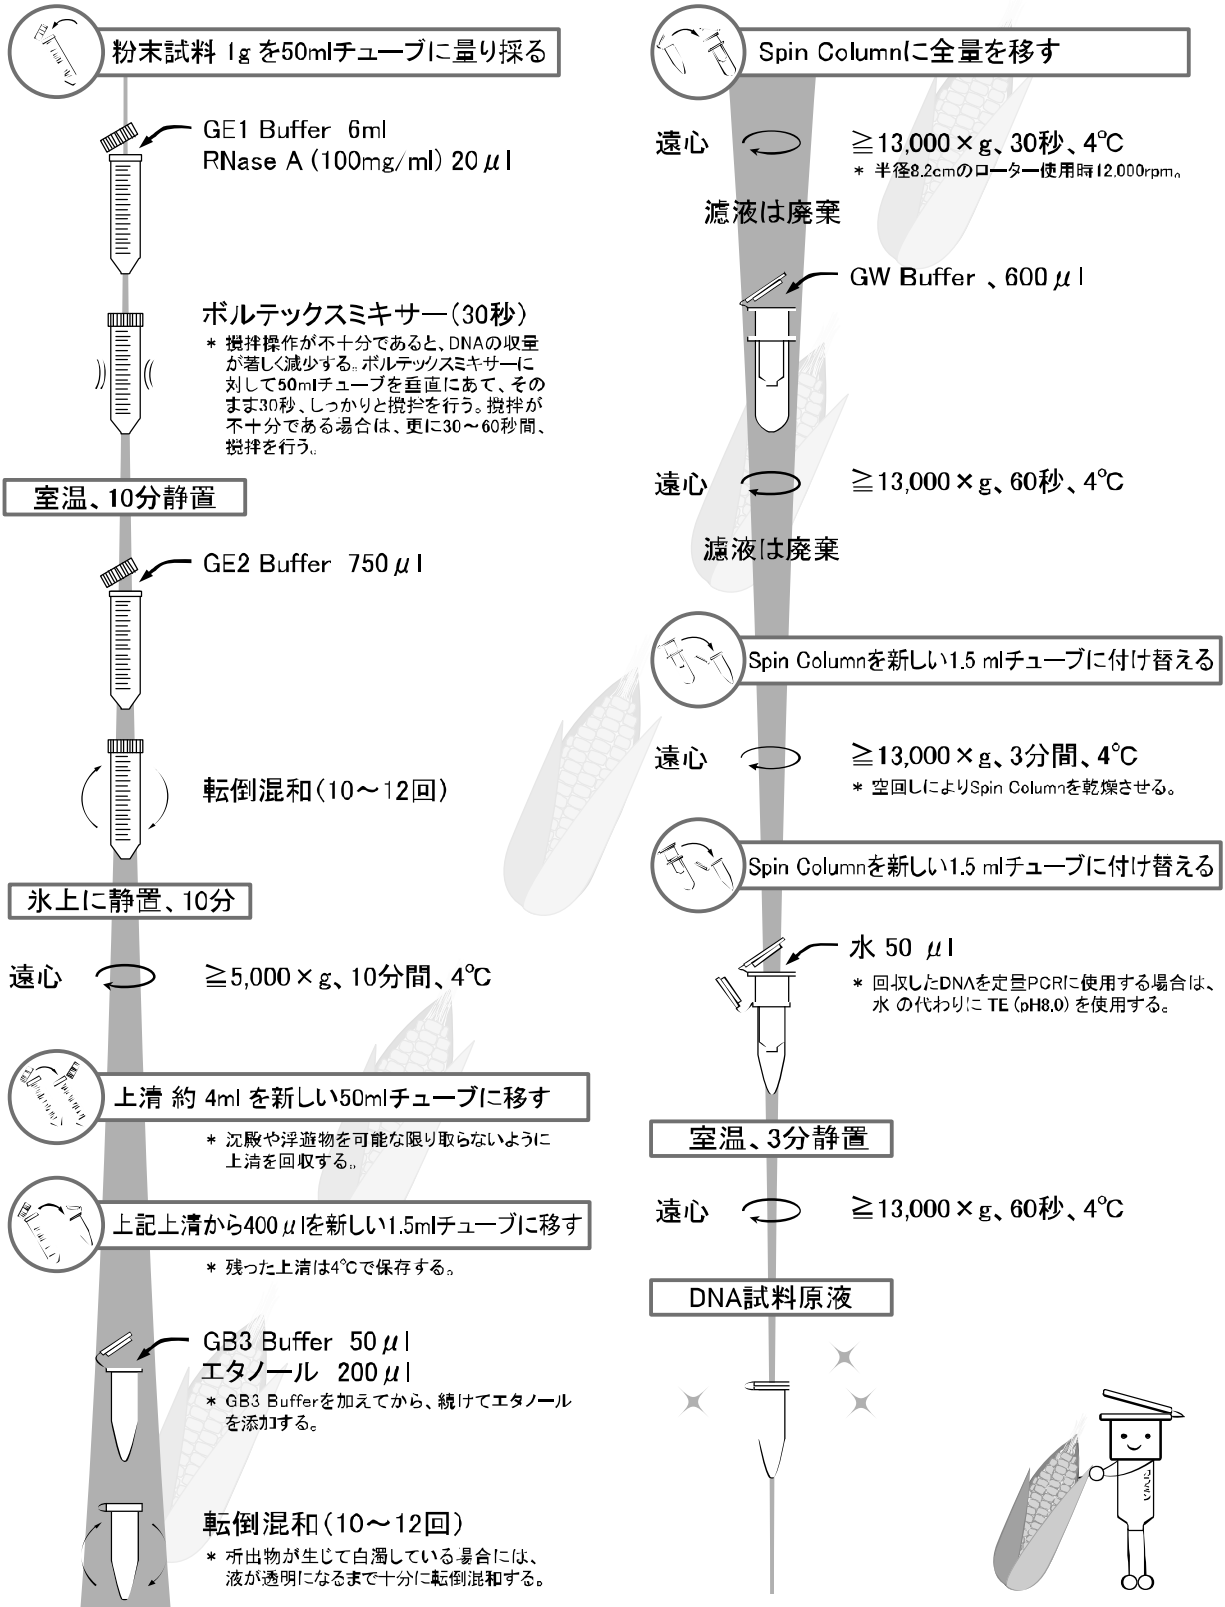 粉末試料 1g を50mlチューブに量り採る
GE1 Buffer 6ml
RNase A (100mg/ml) 20μl
ボルテックスミキサー(30秒)
* 攪拌操作が不十分であると、DNAの収量
が著しく減少する。ボルテックスミキサーに
対して50mlチューブを垂直にあて、その
まま30秒、しっかりと攪拌を行う。攪拌が
不十分である場合は、更に30～60秒間、
攪拌を行う。
室温、10分静置
GE2 Buffer 750μl
転倒混和(10～12回)
氷上に静置、10分
遠心 ≧5,000×g、10分間、4℃
上清 約 4ml を新しい50mlチューブに移す
* 沈殿や浮遊物を可能な限り取らないように
上清を回収する。
上記上清から400μlを新しい1.5mlチューブに移す
* 残った上清は4℃で保存する。
GB3 Buffer 50μl
エタノール 200μl
* GB3 Bufferを加えてから、続けてエタノール
を添加する。
転倒混和(10～12回)
* 析出物が生じて白濁している場合には、
液が透明になるまで十分に転倒混和する。
Spin Columnに全量を移す
遠心 ≧13,000×g、30秒、4℃
* 半径8.2cmのローター使用時12,000rpm。
濾液は廃棄
GW Buffer 、600μl
遠心 ≧13,000×g、60秒、4℃
濾液は廃棄
Spin Columnを新しい1.5 mlチューブに付け替える
遠心 ≧13,000×g、3分間、4℃
* 空回しによりSpin Columnを乾燥させる。
Spin Columnを新しい1.5 mlチューブに付け替える
水 50 μl
* 回収したDNAを定量PCRに使用する場合は、
水 の代わりに TE (pH8.0) を使用する。
室温、3分静置
遠心 ≧13,000×g、60秒、4℃
DNA試料原液